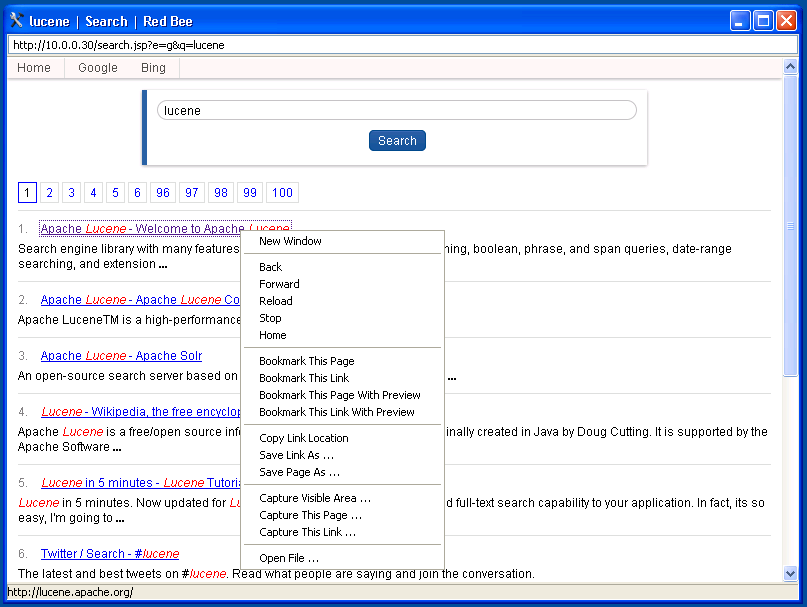 lucene | Search | Red Bee
http://10.0.0.30/search.jsp?e=g&q=lucene
Home Google Bing
lucene
Search
1 2 3 4 5 6 96 97 98 99 100
1. Apache Lucene - Welcome to Apache Lucene
Search engine library with many features
ning, boolean, phrase, and span queries, date-range
searching, and extension ...
2. Apache Lucene - Apache Lucene Co
Apache LuceneTM is a high-performance
3. Apache Lucene - Apache Solr
An open-source search server based on
...
4. Lucene - Wikipedia, the free encyclop
Apache Lucene is a free/open source info
inally created in Java by Doug Cutting. It is supported by the
Apache Software ...
5. Lucene in 5 minutes - Lucene Tutoria
Lucene in 5 minutes. Now updated for Lu
d full-text search capability to your application. In fact, its so
easy, I'm going to ...
6. Twitter / Search - #lucene
The latest and best tweets on #lucene. Read what people are saying and join the conversation.
New Window
Back
Forward
Reload
Stop
Home
Bookmark This Page
Bookmark This Link
Bookmark This Page With Preview
Bookmark This Link With Preview
Copy Link Location
Save Link As ...
Save Page As ...
Capture Visible Area ...
Capture This Page ...
Capture This Link ...
Open File ...
http://lucene.apache.org/